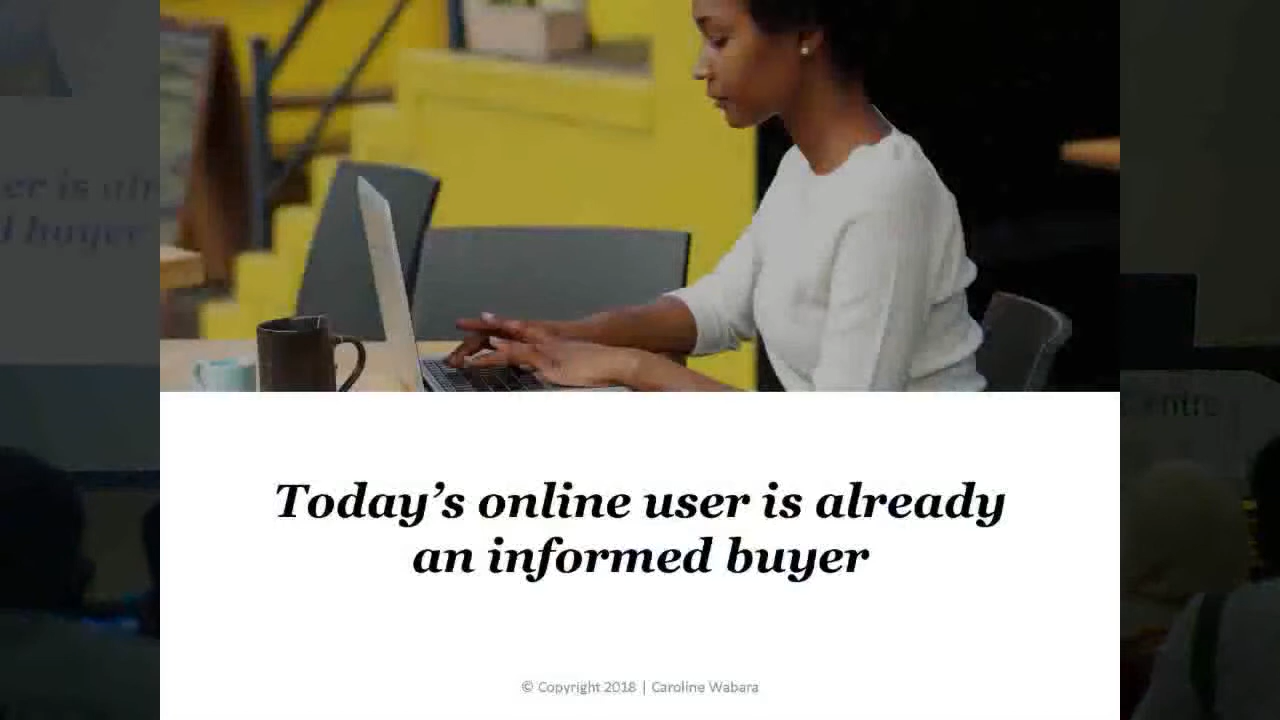 Today’s online user is already
an informed buyer
© Copyright 2018 | Caroline Wabara